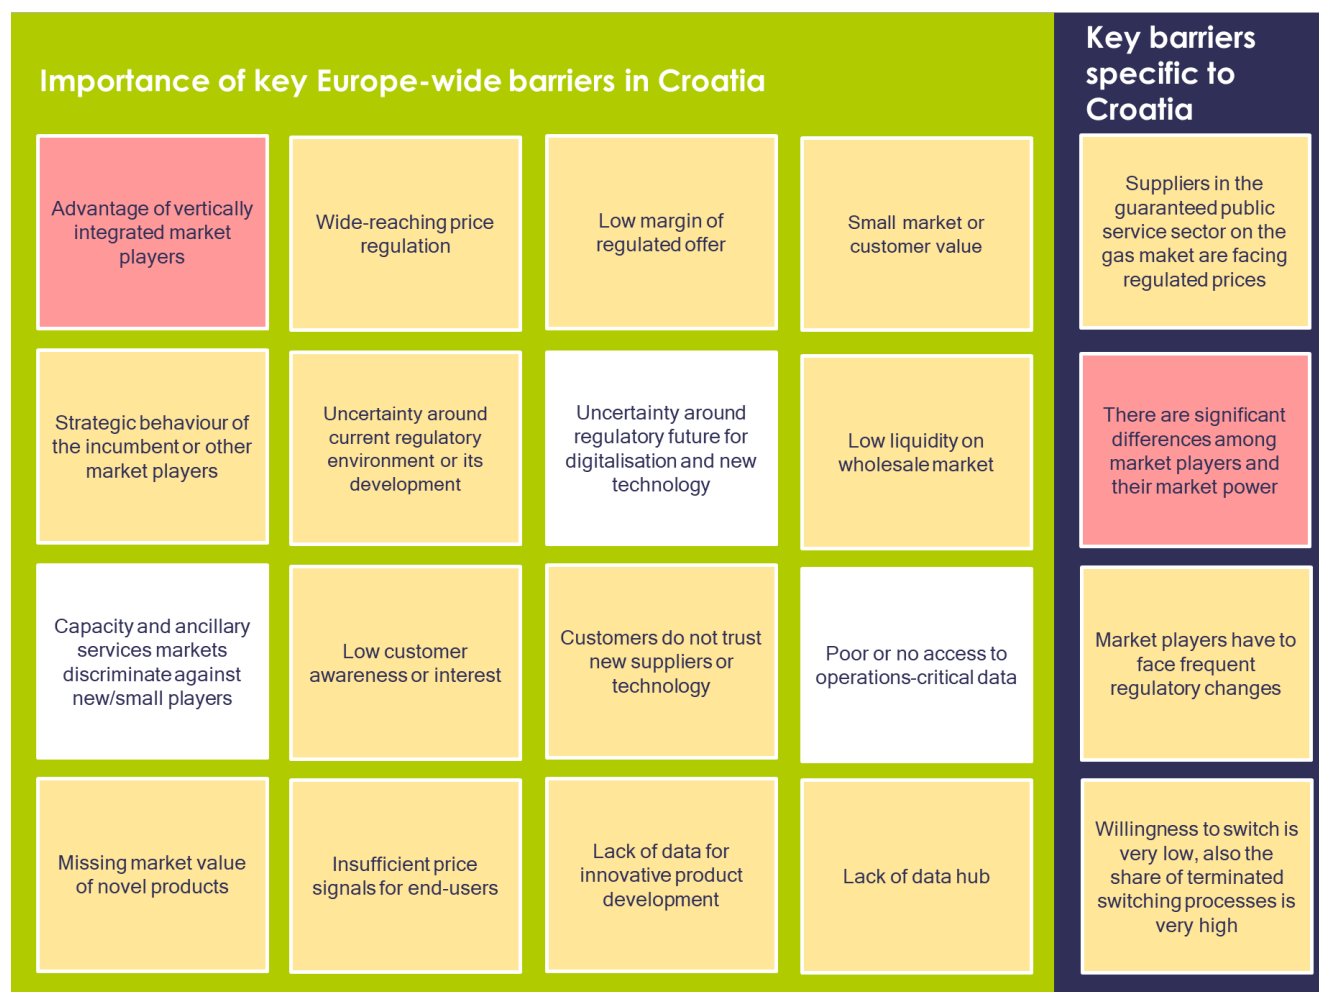 Importance of key Europe-wide barriers in Croatia
Key barriers
specific to
Croatia
Advantage of vertically
integrated market
players
Wide-reaching price
regulation
Low margin of
regulated offer
Small market or
customer value
Suppliers in the
guaranteed public
service sector on the
gas maket are facing
regulated prices
Strategic behaviour of
the incumbent or other
market players
Uncertainty around
current regulatory
environment or its
development
Uncertainty around
regulatory future for
digitalisation and new
technology
Low liquidity on
wholesale market
There are significant
differences among
market players and
their market power
Capacity and ancillary
services markets
discriminate against
new/small players
Low customer
awareness or interest
Customers do not trust
new suppliers or
technology
Poor or no access to
operations-critical data
Market players have to
face frequent
regulatory changes
Missing market value
of novel products
Insufficient price
signals for end-users
Lack of data for
innovative product
development
Lack of data hub
Willingness to switch is
very low, also the
share of terminated
switching processes is
very high